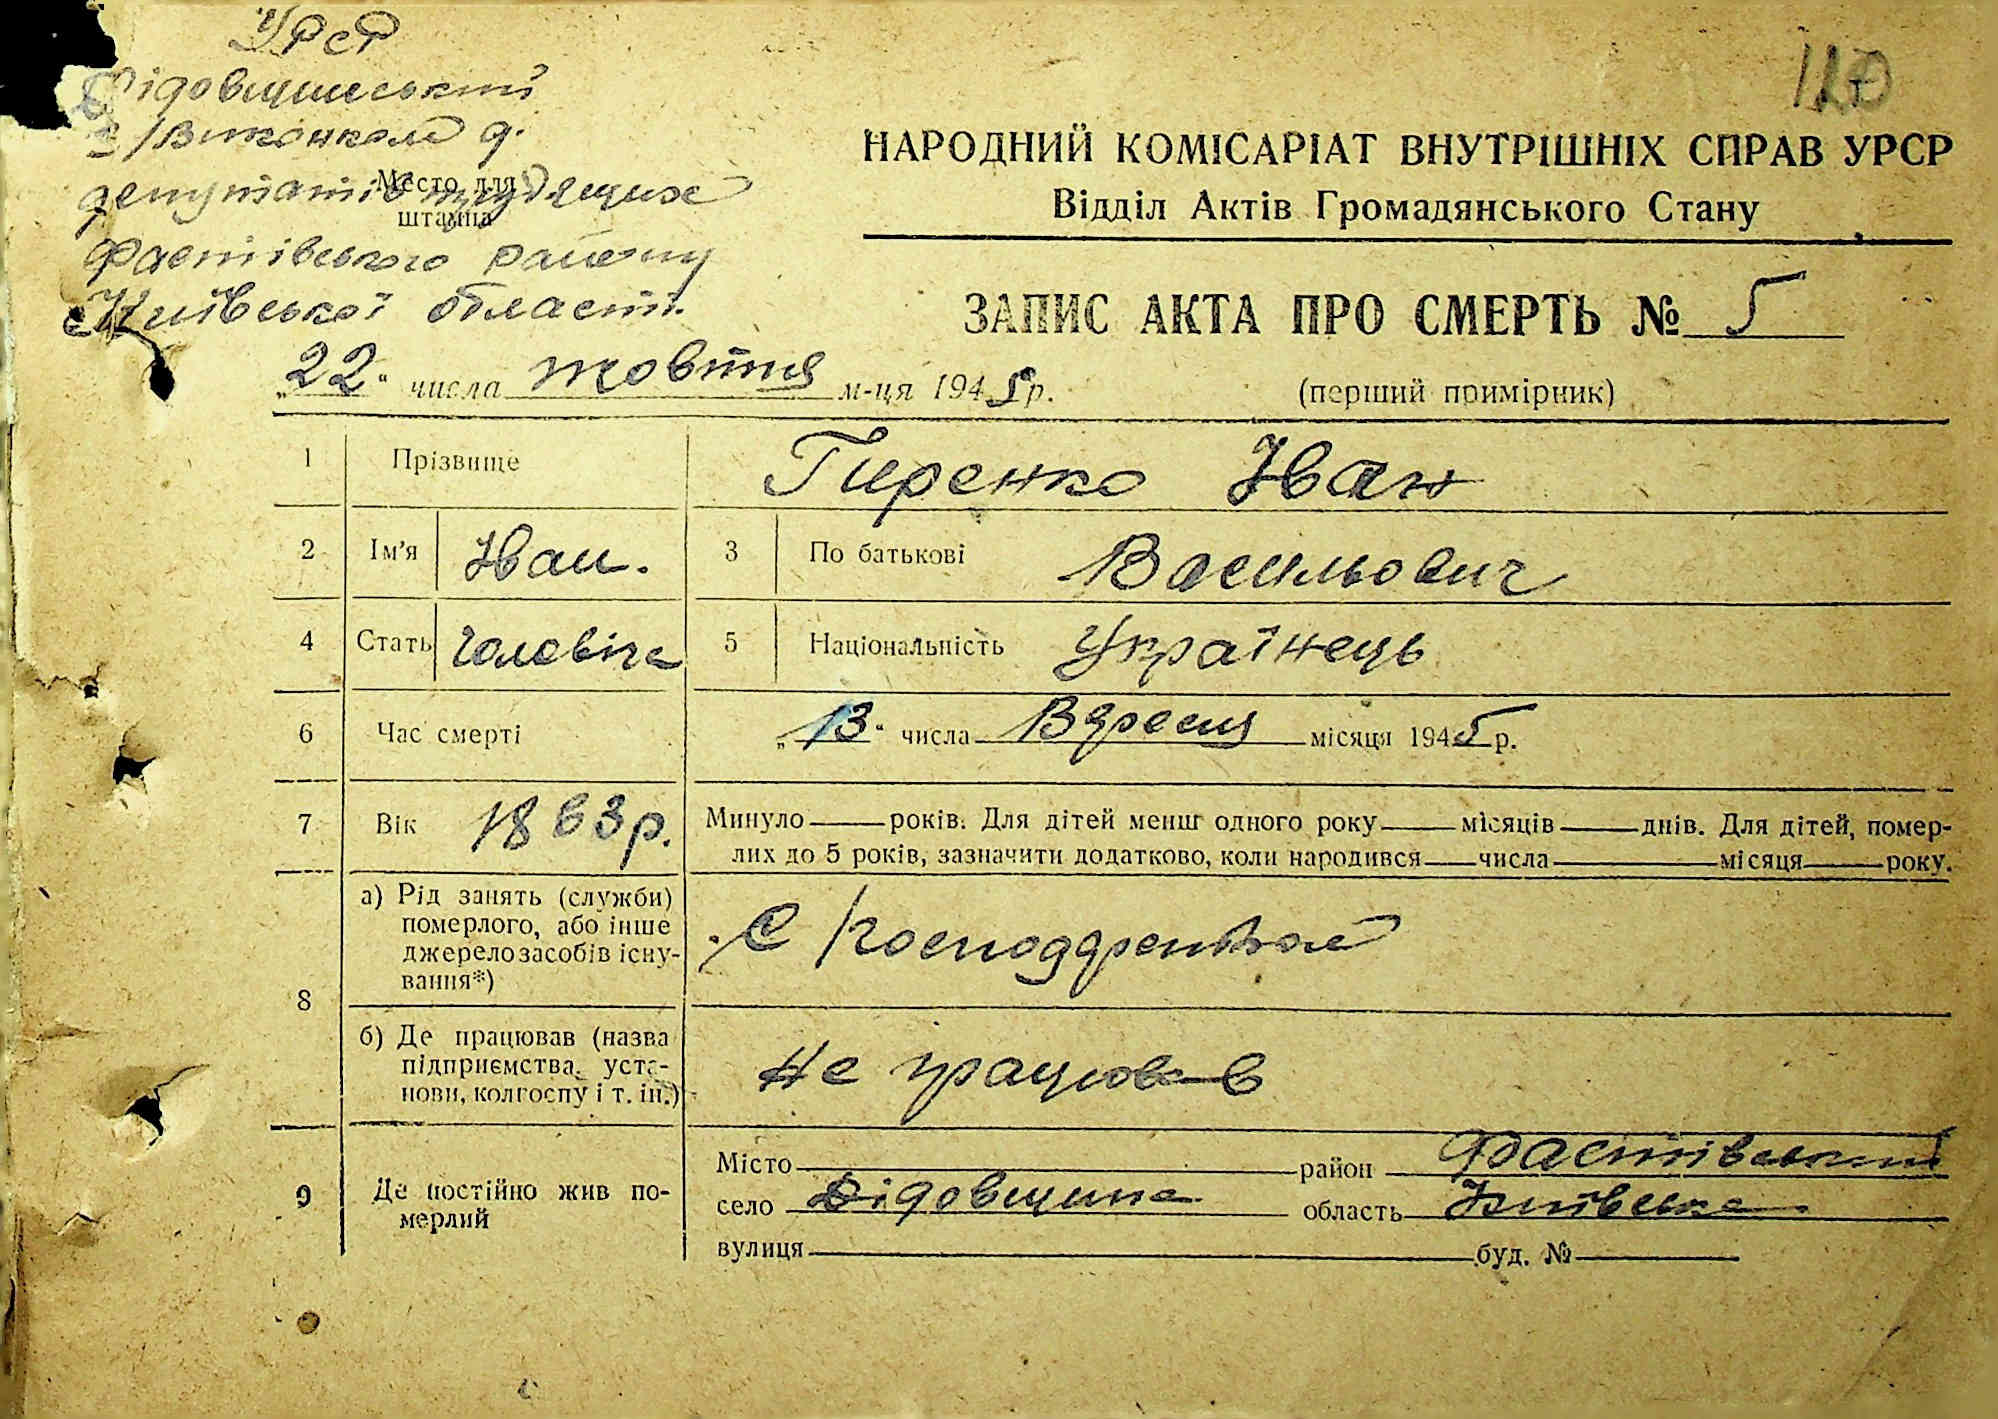 УРСР
120
Дідовщинський
С/Виконком д.
депутатів трудящих
Место для
штампа
Фастівського району
Київської області.
НАРОДНИЙ КОМІСАРІАТ ВНУТРІШНІХ СПРАВ УРСР
Відділ Актів Громадянського Стану
ЗАПИС АКТА ПРО СМЕРТЬ № 5
„22“ числа жовтня м-ця 1945 р.
(перший примірник)
1 Прізвище Гиренко Іван
2 Ім'я Іван. 3 По батькові Васильович
4 Стать чоловіча 5 Національність Українець
6 Час смерті „13“ числа Вересня місяця 1945 р.
7 Вік 1863 р. Минуло років. Для дітей менш одного року місяців днів. Для дітей, помер-
лих до 5 років, зазначити додатково, коли народився числа місяця року.
8 а) Рід занять (служби)
померлого, або інше
джерело засобів існу-
вання*)
С/господарством
б) Де працював (назва
підприємства, уста-
нови, колгоспу і т. ін.)
Не працював
9 Де постійно жив по-
мерлий
Місто район Фастівський
село Дідовщина область Київська
вулиця буд. №